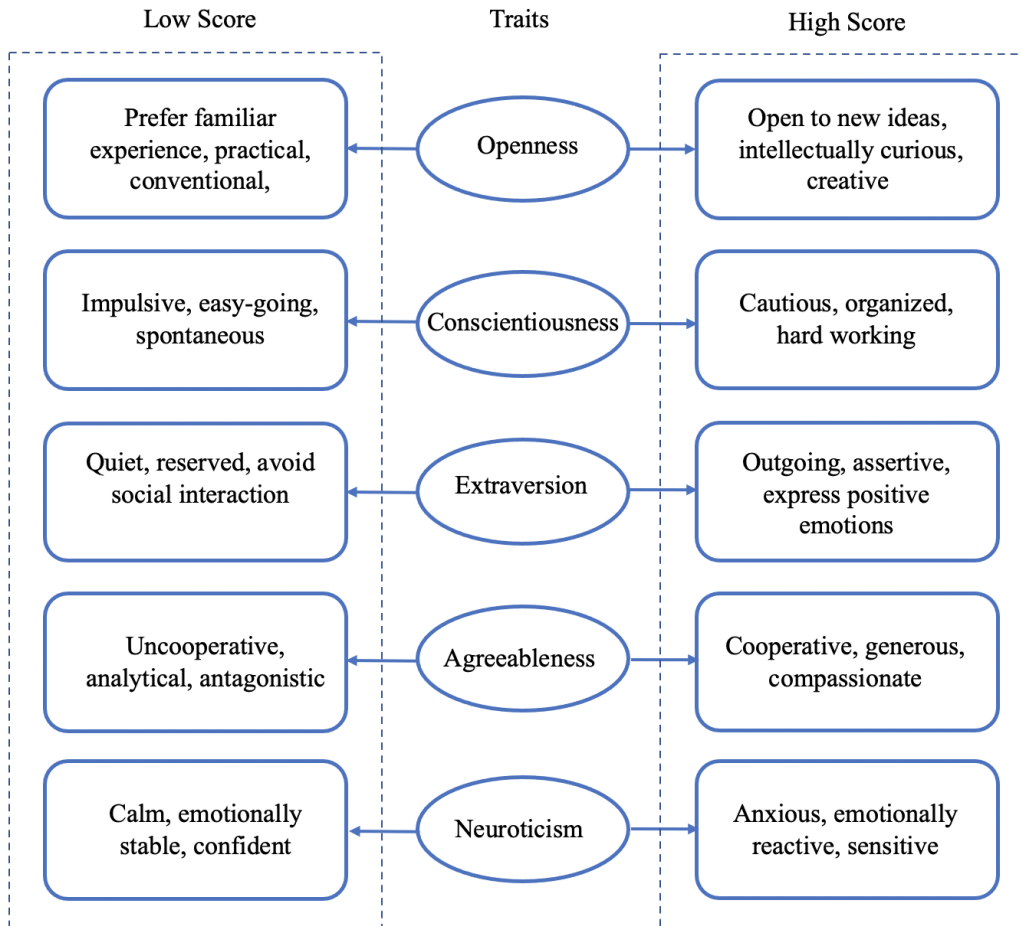 Low Score
Traits
High Score
Prefer familiar
experience, practical,
conventional,
Openness
Open to new ideas,
intellectually curious,
creative
Impulsive, easy-going,
spontaneous
Conscientiousness
Cautious, organized,
hard working
Quiet, reserved, avoid
social interaction
Extraversion
Outgoing, assertive,
express positive
emotions
Uncooperative,
analytical, antagonistic
Agreeableness
Cooperative, generous,
compassionate
Calm, emotionally
stable, confident
Neuroticism
Anxious, emotionally
reactive, sensitive